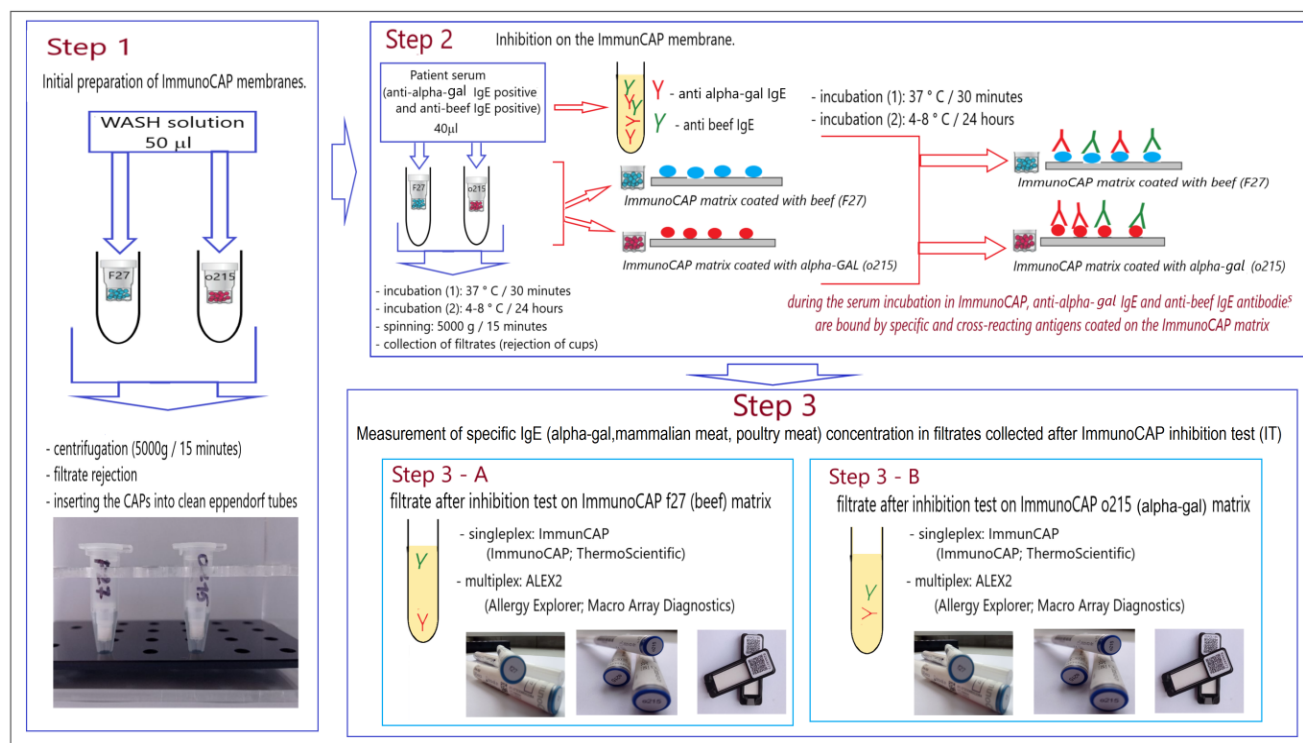 Step 1
Initial preparation of ImmunoCAP membranes.
WASH solution
50 µl
F27
o215
- centrifugation (5000g / 15 minutes)
- filtrate rejection
- inserting the CAPs into clean eppendorf tubes
F27
O215
Step 2
Inhibition on the ImmunCAP membrane.
Patient serum
(anti-alpha-gal IgE positive
and anti-beef IgE positive)
40µl
F27
o215
- incubation (1): 37 ° C / 30 minutes
- incubation (2): 4-8 ° C / 24 hours
- spinning: 5000 g / 15 minutes
- collection of filtrates (rejection of cups)
- anti alpha-gal IgE
- anti beef IgE
ImmunoCAP matrix coated with beef (F27)
ImmunoCAP matrix coated with alpha-GAL (o215)
- incubation (1): 37 ° C / 30 minutes
- incubation (2): 4-8 ° C / 24 hours
ImmunoCAP matrix coated with beef (F27)
ImmunoCAP matrix coated with alpha-gal (o215)
during the serum incubation in ImmunoCAP, anti-alpha-gal IgE and anti-beef IgE antibodies
are bound by specific and cross-reacting antigens coated on the ImmunoCAP matrix
Step 3
Measurement of specific IgE (alpha-gal,mammalian meat, poultry meat) concentration in filtrates collected after ImmunoCAP inhibition test (IT)
Step 3 - A
filtrate after inhibition test on ImmunoCAP f27 (beef) matrix
- singleplex: ImmunCAP
(ImmunoCAP; ThermoScientific)
- multiplex: ALEX2
(Allergy Explorer; Macro Array Diagnostics)
Step 3 - B
filtrate after inhibition test on ImmunoCAP o215 (alpha-gal) matrix
- singleplex: ImmunCAP
(ImmunoCAP; ThermoScientific)
- multiplex: ALEX2
(Allergy Explorer; Macro Array Diagnostics)